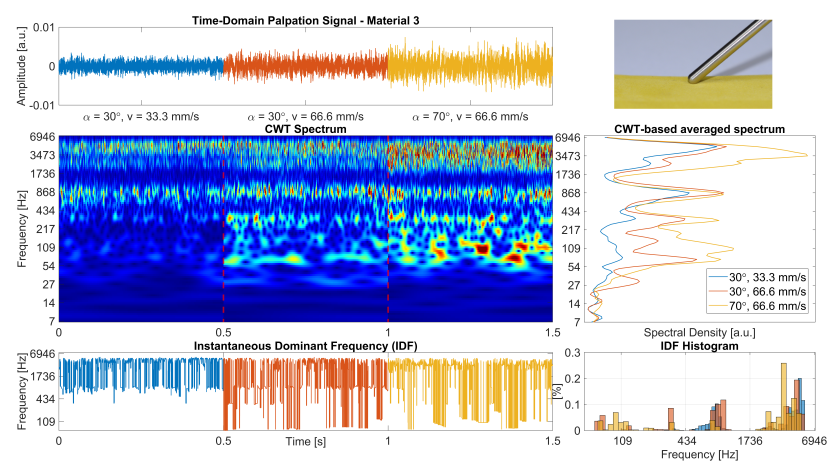 Time-Domain Palpation Signal - Material 3
Amplitude [a.u.]
0.01
0
-0.01
α = 30°, v = 33.3 mm/s
α = 30°, v = 66.6 mm/s
α = 70°, v = 66.6 mm/s
CWT Spectrum
Frequency [Hz]
6946
3473
1736
868
434
217
109
54
27
14
7
0
0.5
1
1.5
CWT-based averaged spectrum
6946
3473
1736
868
434
217
109
54
27
14
7
30°, 33.3 mm/s
30°, 66.6 mm/s
70°, 66.6 mm/s
Spectral Density [a.u.]
Instantaneous Dominant Frequency (IDF)
Frequency [Hz]
6946
1736
434
109
0
0.5
1
1.5
Time [s]
IDF Histogram
[%]
0.3
0.2
0.1
0
109
434
1736
6946
Frequency [Hz]